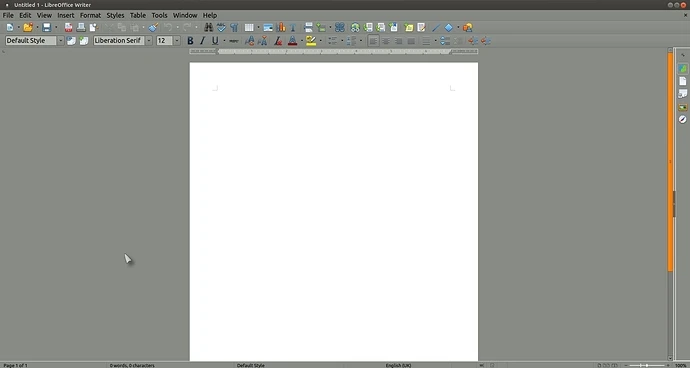 Untitled 1 - LibreOffice Writer
File Edit View Insert Format Styles Table Tools Window Help
Default Style Liberation Serif 12
Page 1 of 1 0 words, 0 characters Default Style English (UK) 100%